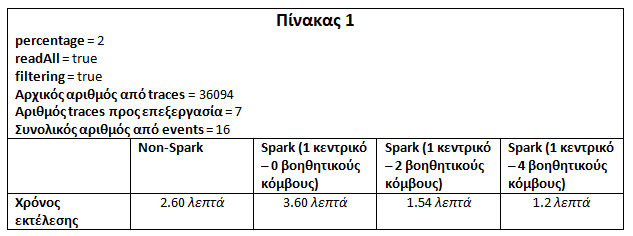 Πίνακας 1
percentage = 2
readAll = true
filtering = true
Αρχικός αριθμός από traces = 36094
Αριθμός traces προς επεξεργασία = 7
Συνολικός αριθμός από events = 16
Non-Spark
Spark (1 κεντρικό
– 0 βοηθητικούς
κόμβους)
Spark (1 κεντρικό
– 2 βοηθητικούς
κόμβους)
Spark (1 κεντρικό
– 4 βοηθητικούς
κόμβους)
Χρόνος
εκτέλεσης
2.60 λεπτά
3.60 λεπτά
1.54 λεπτά
1.2 λεπτά